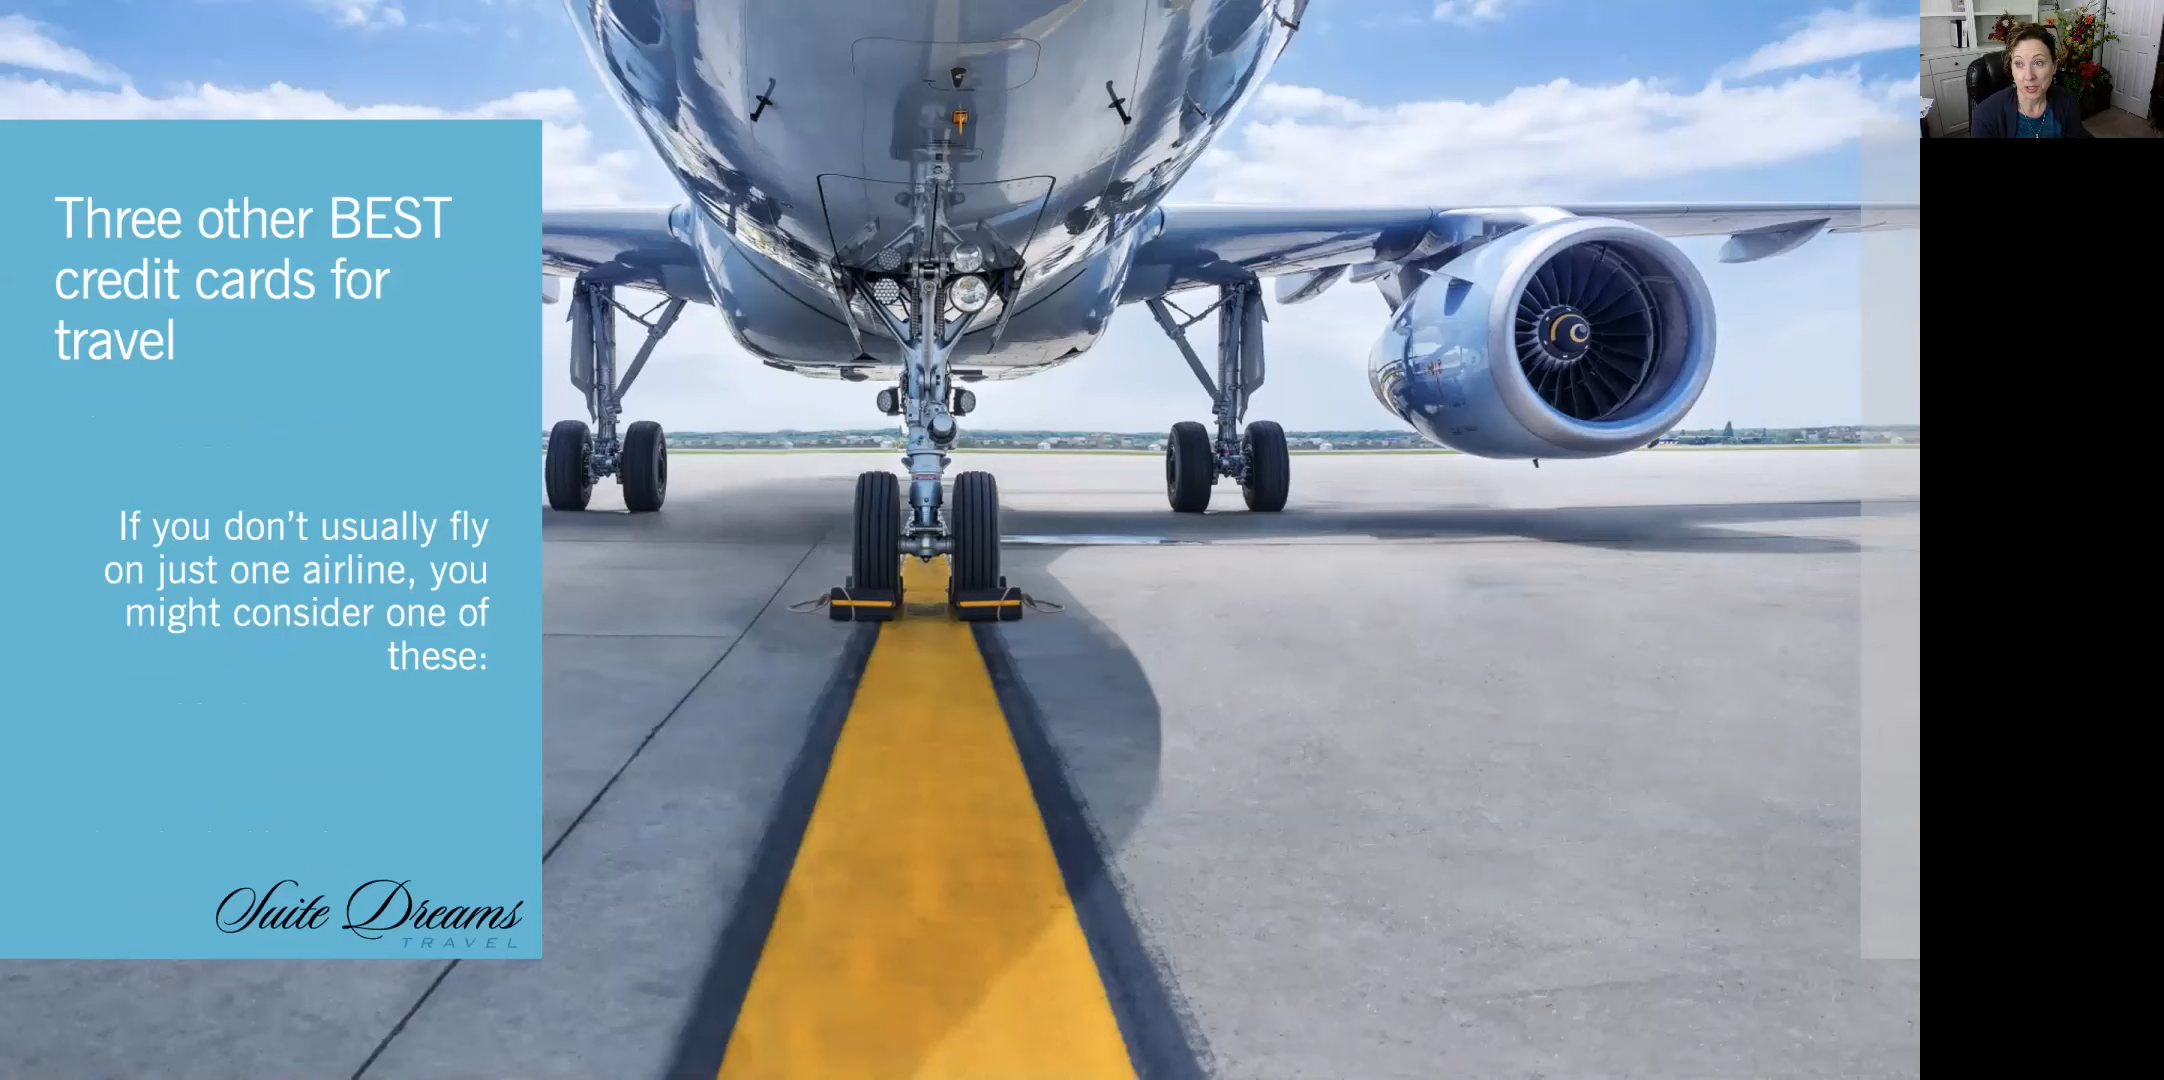 Three other BEST
credit cards for
travel
If you don’t usually fly
on just one airline, you
might consider one of
these:
Suite Dreams
TRAVEL